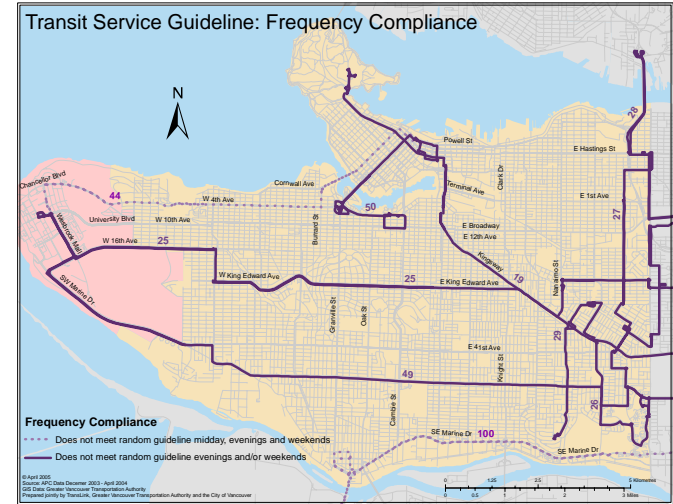 Transit Service Guideline: Frequency Compliance
N
28
Powell St
E Hastings St
Chancellor Blvd
Cornwall Ave
Clark Dr
Terminal Ave
44
W 4th Ave
E 1st Ave
50
27
University Blvd
W 10th Ave
Burrard St
E Broadway
E 12th Ave
Wesbrook Mall
W 16th Ave
25
Kingsway
19
Nanaimo St
SW Marine Dr
W King Edward Ave
25
E King Edward Ave
Granville St
Oak St
26
29
E 41st Ave
Knight St
49
Cambie St
26
Frequency Compliance
Does not meet random guideline midday, evenings and weekends
Does not meet random guideline evenings and/or weekends
SE Marine Dr
100
SE Marine Dr
© April 2005
Source: APC Data December 2003 - April 2004
GIS Data: Greater Vancouver Transportation Authority
Prepared jointly by TransLink, Greater Vancouver Transportation Authority and the City of Vancouver
0 1.25 2.5 5 Kilometres
0 0.5 1 2 3 Miles